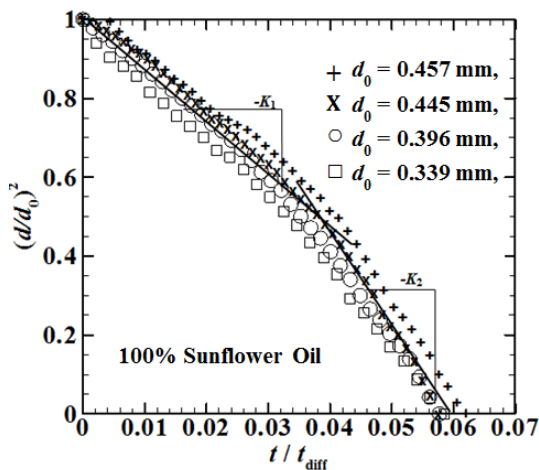 1
0.8
0.6
0.4
0.2
0
(d/d₀)²
+ d₀ = 0.457 mm,
X d₀ = 0.445 mm,
○ d₀ = 0.396 mm,
□ d₀ = 0.339 mm,
-K₁
-K₂
100% Sunflower Oil
0 0.01 0.02 0.03 0.04 0.05 0.06 0.07
t / t_diff